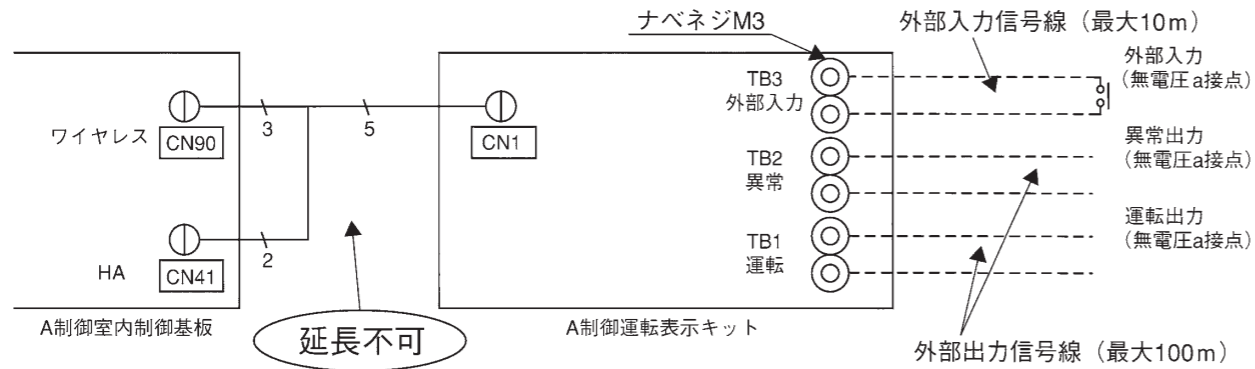 ナベネジM3
外部入力信号線（最大10m）
外部入力
（無電圧a接点）
TB3
外部入力
ワイヤレス
CN90
3
5
CN1
異常出力
（無電圧a接点）
TB2
異常
運転出力
（無電圧a接点）
TB1
運転
HA
CN41
2
A制御室内制御基板
延長不可
A制御運転表示キット
外部出力信号線（最大100m）